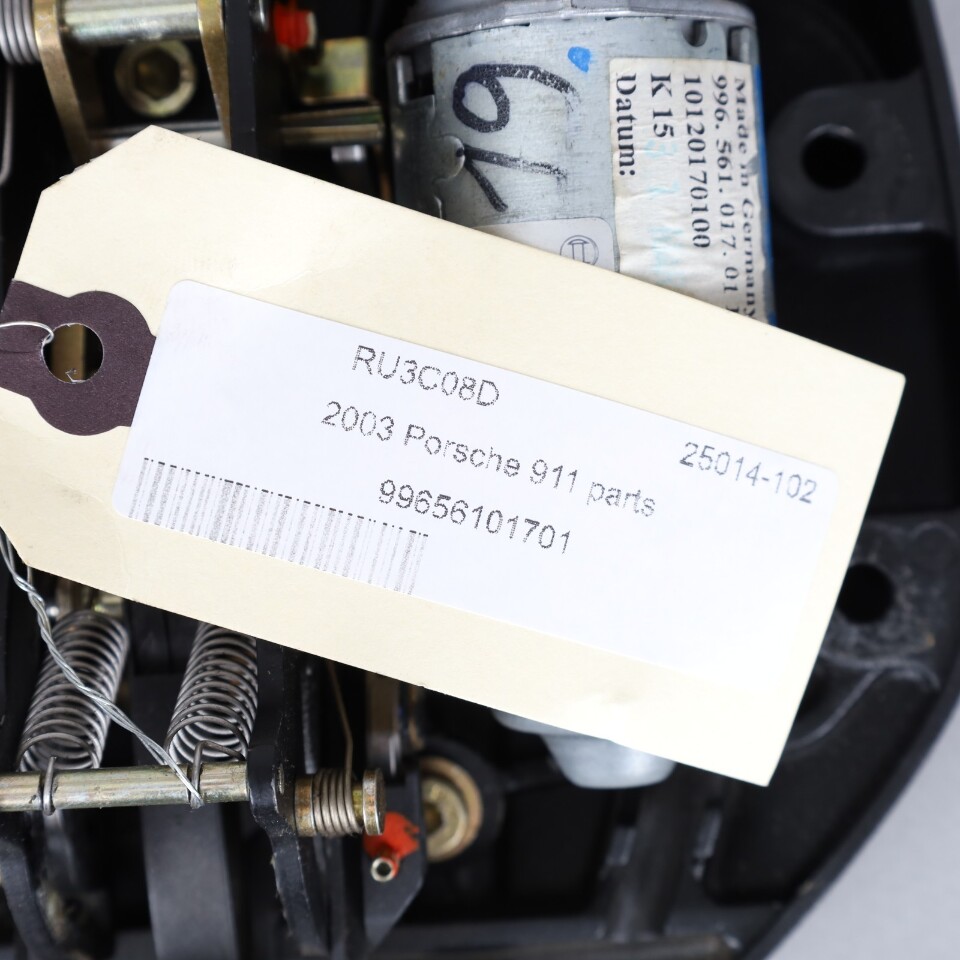 Made in Germany
996. 561. 017. 01
10120170100
K 15
Datum:
RU3C08D
2003 Porsche 911 parts
25014-102
99656101701